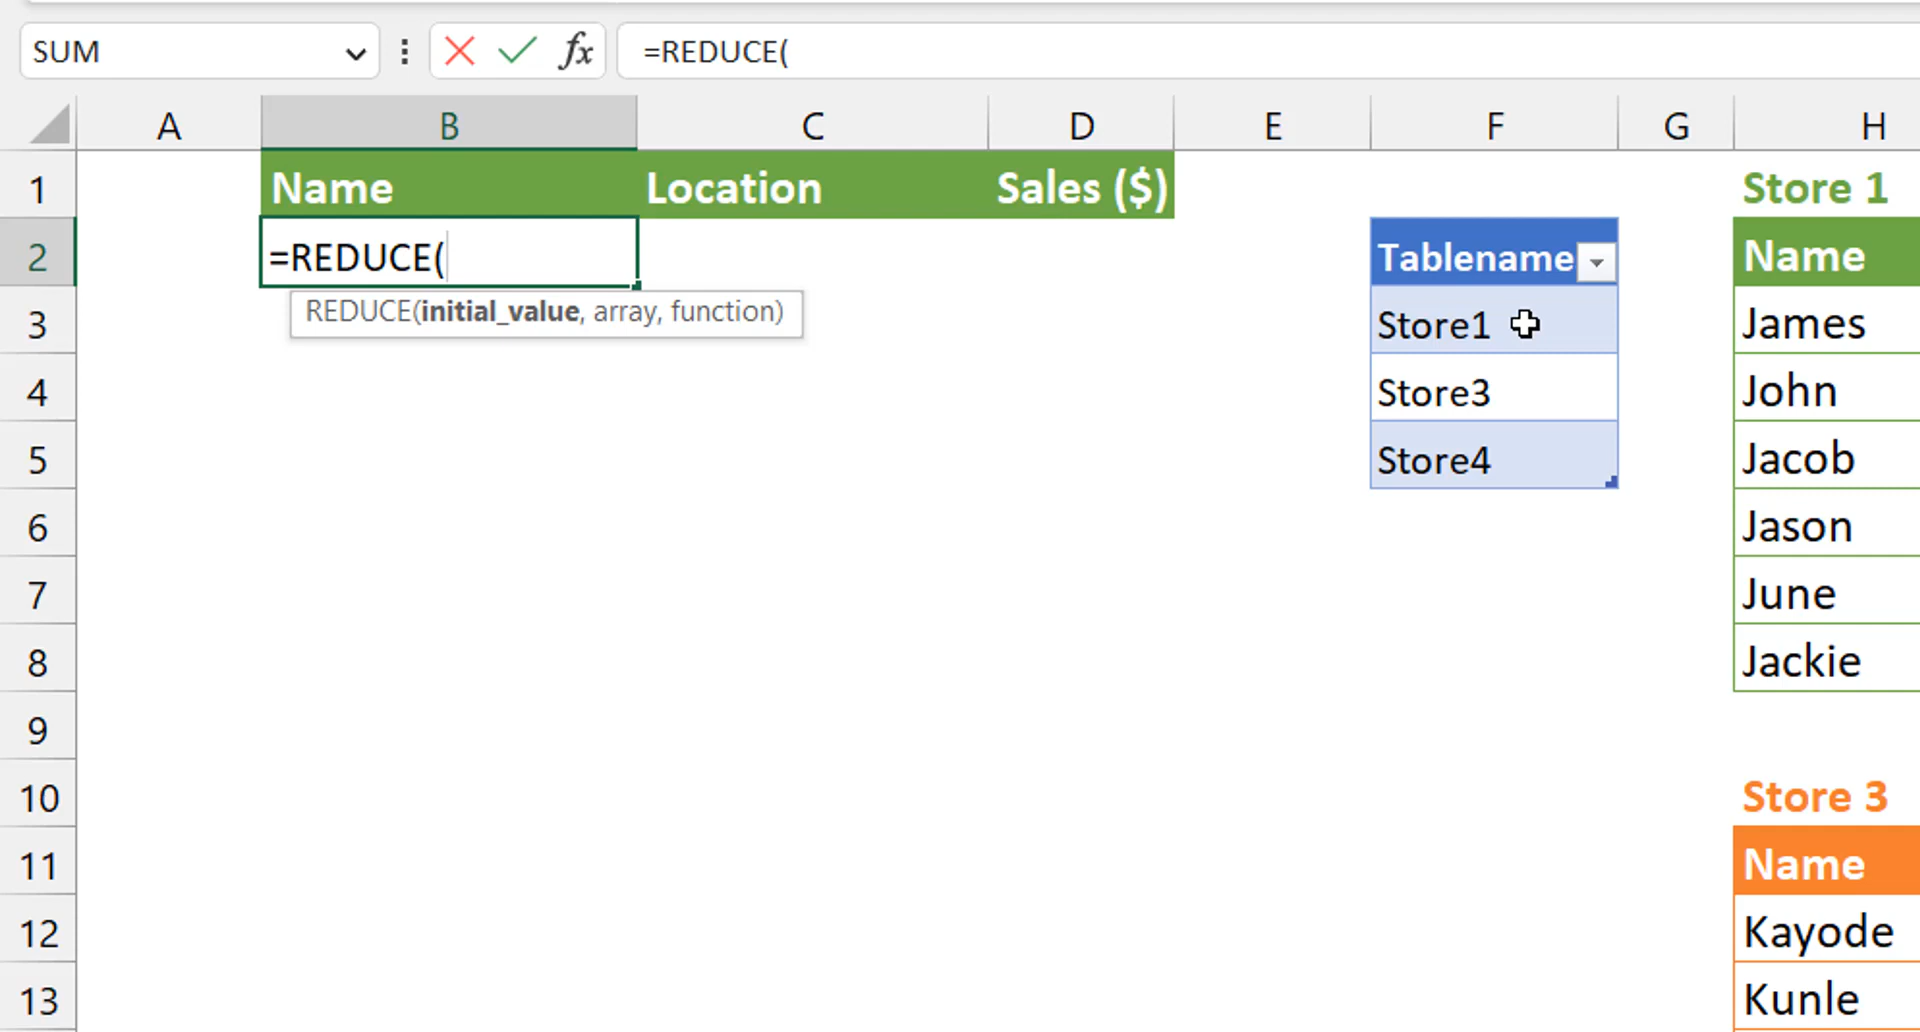 SUM fx =REDUCE(
A B C D E F G H
1 Name Location Sales ($) Store 1
2 =REDUCE( Tablename Name
REDUCE(initial_value, array, function)
3 Store1 James
4 Store3 John
5 Store4 Jacob
6 Jason
7 June
8 Jackie
9
10 Store 3
11 Name
12 Kayode
13 Kunle